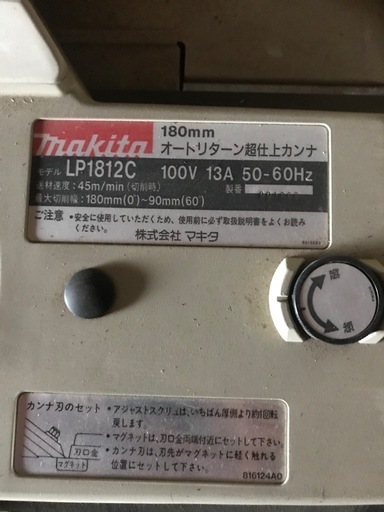 makita
180mm
オートリターン超仕上カンナ
モデル LP1812C 100V 13A 50-60Hz
送材速度：45m/min(切削時) 製番
最大切削幅：180mm(0°)~90mm(60°)
ご注意 ・安全に使用していただくため、使用前に必ず取扱説明書をよくお読みください。
株式会社 マキタ
カンナ刃のセット
・アジャストスクリュは、いちばん厚削り より約1回転戻します。
・マグネットは、刃口金両端付近にセットして下さい。
・カンナ刃は、刃先がマグネットに軽く触れる位置にセットして下さい。
刃口金
マグネット
816124A0